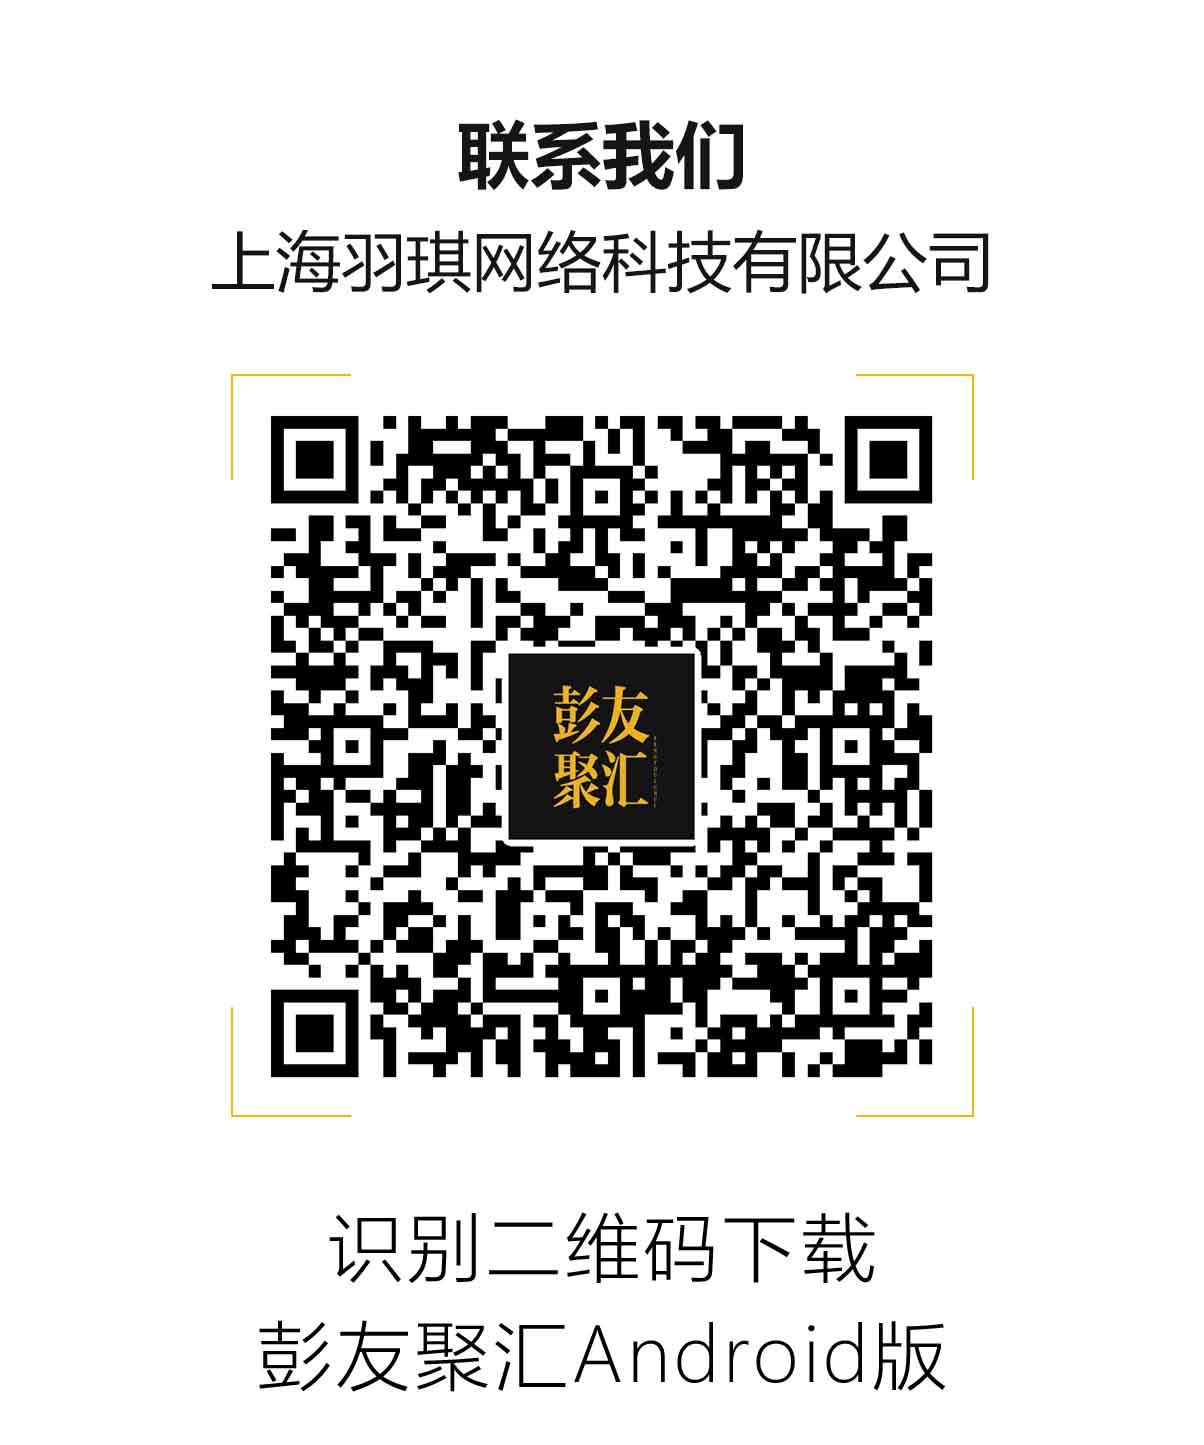 联系我们
上海羽琪网络科技有限公司
彭友
聚汇
识别二维码下载
彭友聚汇Android版